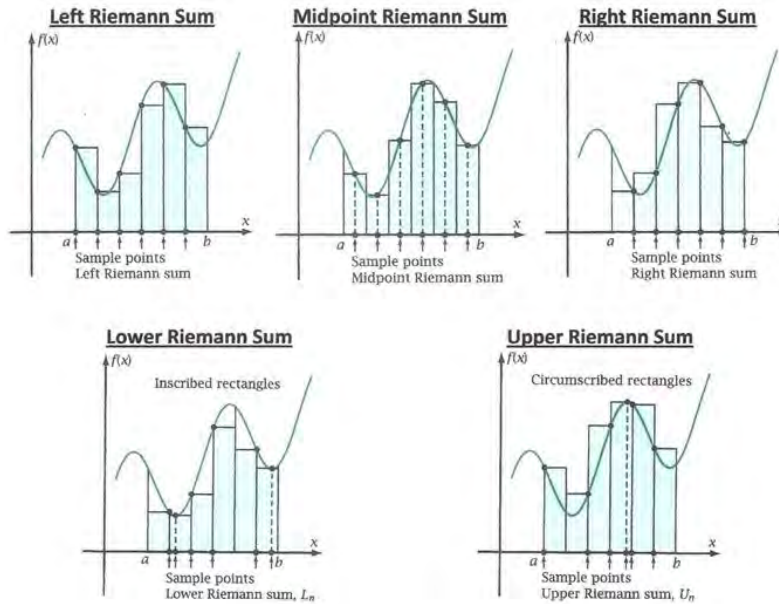 Left Riemann Sum
Midpoint Riemann Sum
Right Riemann Sum
f(x)
f(x)
f(x)
x
x
a
b
a
b
a
b
Sample points
Left Riemann sum
Sample points
Midpoint Riemann sum
Sample points
Right Riemann sum
Lower Riemann Sum
Upper Riemann Sum
f(x)
Inscribed rectangles
f(x)
Circumscribed rectangles
x
x
a
b
a
b
Sample points
Lower Riemann sum, Lₙ
Sample points
Upper Riemann sum, Uₙ